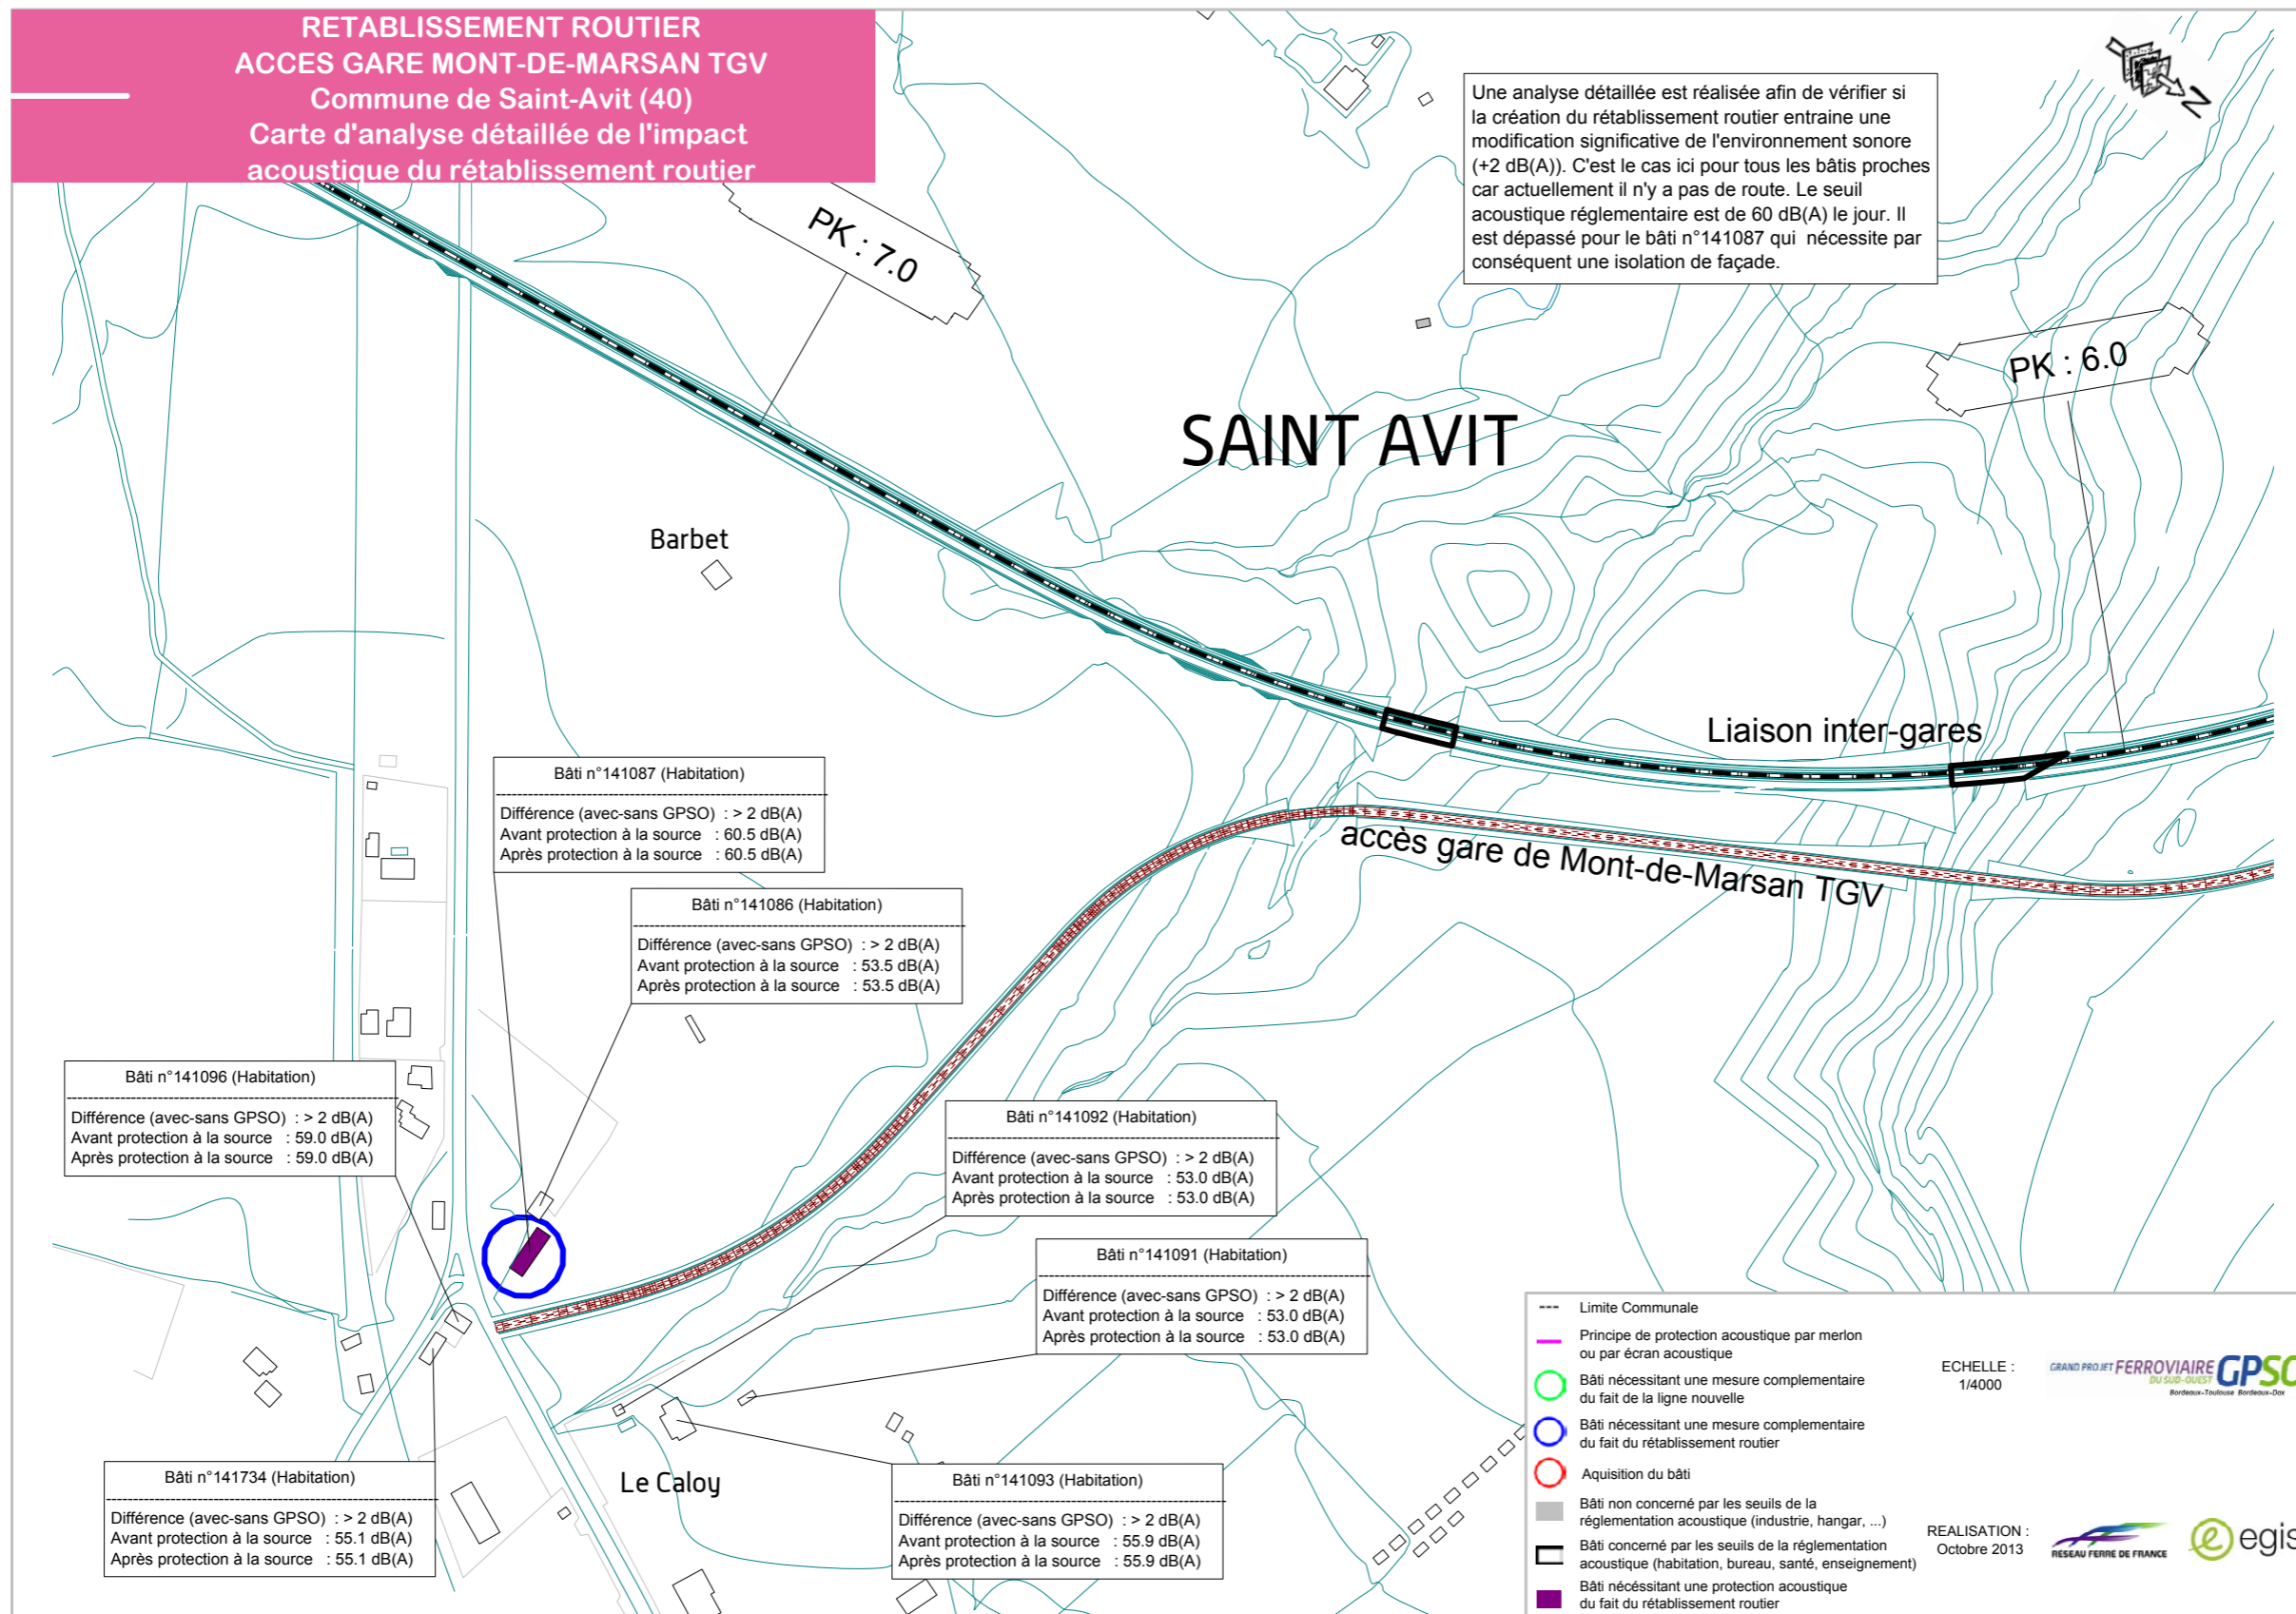 RETABLISSEMENT ROUTIER
ACCES GARE MONT-DE-MARSAN TGV
Commune de Saint-Avit (40)
Carte d'analyse détaillée de l'impact
acoustique du rétablissement routier
Une analyse détaillée est réalisée afin de vérifier si
la création du rétablissement routier entraine une
modification significative de l'environnement sonore
(+2 dB(A)). C'est le cas ici pour tous les bâtis proches
car actuellement il n'y a pas de route. Le seuil
acoustique réglementaire est de 60 dB(A) le jour. Il
est dépassé pour le bâti n°141087 qui nécessite par
conséquent une isolation de façade.
N
PK : 7.0
PK : 6.0
SAINT AVIT
Barbet
Liaison inter-gares
accès gare de Mont-de-Marsan TGV
Bâti n°141087 (Habitation)
Différence (avec-sans GPSO) : > 2 dB(A)
Avant protection à la source : 60.5 dB(A)
Après protection à la source : 60.5 dB(A)
Bâti n°141086 (Habitation)
Différence (avec-sans GPSO) : > 2 dB(A)
Avant protection à la source : 53.5 dB(A)
Après protection à la source : 53.5 dB(A)
Bâti n°141096 (Habitation)
Différence (avec-sans GPSO) : > 2 dB(A)
Avant protection à la source : 59.0 dB(A)
Après protection à la source : 59.0 dB(A)
Bâti n°141092 (Habitation)
Différence (avec-sans GPSO) : > 2 dB(A)
Avant protection à la source : 53.0 dB(A)
Après protection à la source : 53.0 dB(A)
Bâti n°141091 (Habitation)
Différence (avec-sans GPSO) : > 2 dB(A)
Avant protection à la source : 53.0 dB(A)
Après protection à la source : 53.0 dB(A)
Bâti n°141734 (Habitation)
Différence (avec-sans GPSO) : > 2 dB(A)
Avant protection à la source : 55.1 dB(A)
Après protection à la source : 55.1 dB(A)
Le Caloy
Bâti n°141093 (Habitation)
Différence (avec-sans GPSO) : > 2 dB(A)
Avant protection à la source : 55.9 dB(A)
Après protection à la source : 55.9 dB(A)
Limite Communale
Principe de protection acoustique par merlon
ou par écran acoustique
Bâti nécessitant une mesure complementaire
du fait de la ligne nouvelle
Bâti nécessitant une mesure complementaire
du fait du rétablissement routier
Aquisition du bâti
Bâti non concerné par les seuils de la
réglementation acoustique (industrie, hangar, ...)
Bâti concerné par les seuils de la réglementation
acoustique (habitation, bureau, santé, enseignement)
Bâti nécéssitant une protection acoustique
du fait du rétablissement routier
ECHELLE :
1/4000
GRAND PROJET FERROVIAIRE
DU SUD-OUEST
GPSO
Bordeaux-Toulouse Bordeaux-Dax
REALISATION :
Octobre 2013
RESEAU FERRE DE FRANCE
egis